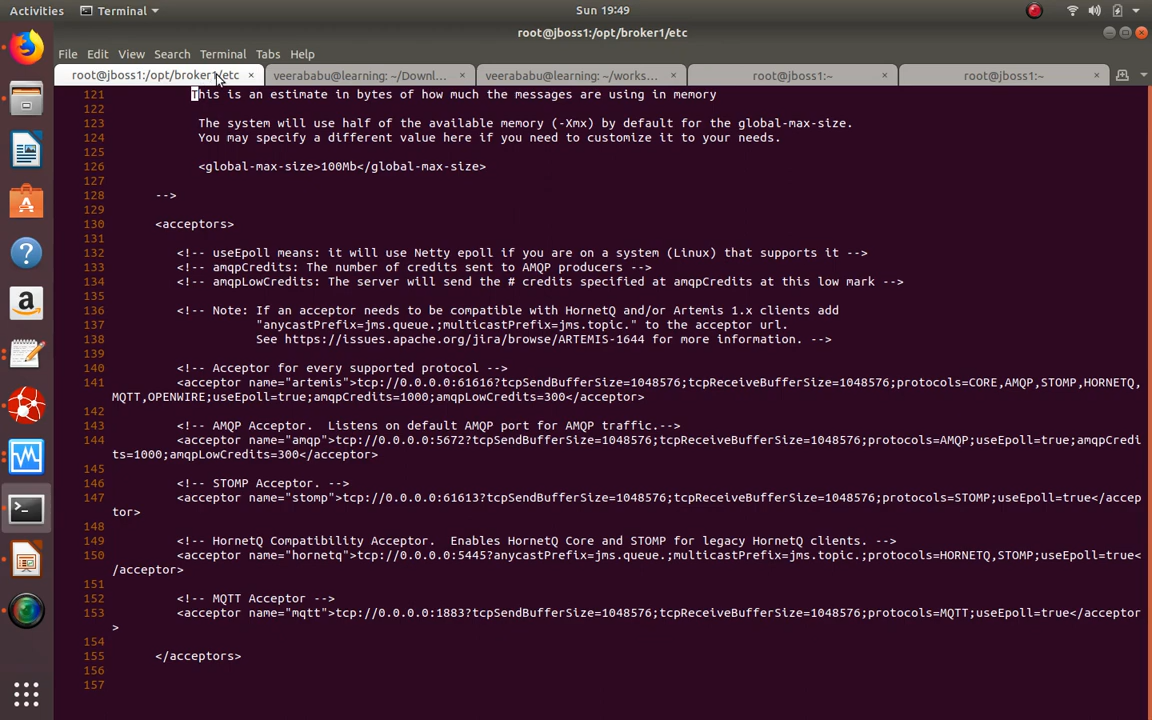 Activities
Terminal
Sun 19:49
root@jboss1:/opt/broker1/etc
File Edit View Search Terminal Tabs Help
root@jboss1:/opt/broker1/etc × veerababu@learning: ~/Downl... × veerababu@learning: ~/works... × root@jboss1:~ × root@jboss1:~ ×
121 This is an estimate in bytes of how much the messages are using in memory
122
123 The system will use half of the available memory (-Xmx) by default for the global-max-size.
124 You may specify a different value here if you need to customize it to your needs.
125
126 <global-max-size>100Mb</global-max-size>
127
128 -->
129
130 <acceptors>
131
132 <!-- useEpoll means: it will use Netty epoll if you are on a system (Linux) that supports it -->
133 <!-- amqpCredits: The number of credits sent to AMQP producers -->
134 <!-- amqpLowCredits: The server will send the # credits specified at amqpCredits at this low mark -->
135
136 <!-- Note: If an acceptor needs to be compatible with HornetQ and/or Artemis 1.x clients add
137 "anycastPrefix=jms.queue.;multicastPrefix=jms.topic." to the acceptor url.
138 See https://issues.apache.org/jira/browse/ARTEMIS-1644 for more information. -->
139
140 <!-- Acceptor for every supported protocol -->
141 <acceptor name="artemis">tcp://0.0.0.0:61616?tcpSendBufferSize=1048576;tcpReceiveBufferSize=1048576;protocols=CORE,AMQP,STOMP,HORNETQ,
MQTT,OPENWIRE;useEpoll=true;amqpCredits=1000;amqpLowCredits=300</acceptor>
142
143 <!-- AMQP Acceptor.  Listens on default AMQP port for AMQP traffic.-->
144 <acceptor name="amqp">tcp://0.0.0.0:5672?tcpSendBufferSize=1048576;tcpReceiveBufferSize=1048576;protocols=AMQP;useEpoll=true;amqpCredi
ts=1000;amqpLowCredits=300</acceptor>
145
146 <!-- STOMP Acceptor. -->
147 <acceptor name="stomp">tcp://0.0.0.0:61613?tcpSendBufferSize=1048576;tcpReceiveBufferSize=1048576;protocols=STOMP;useEpoll=true</accep
tor>
148
149 <!-- HornetQ Compatibility Acceptor.  Enables HornetQ Core and STOMP for legacy HornetQ clients. -->
150 <acceptor name="hornetq">tcp://0.0.0.0:5445?anycastPrefix=jms.queue.;multicastPrefix=jms.topic.;protocols=HORNETQ,STOMP;useEpoll=true<
/acceptor>
151
152 <!-- MQTT Acceptor -->
153 <acceptor name="mqtt">tcp://0.0.0.0:1883?tcpSendBufferSize=1048576;tcpReceiveBufferSize=1048576;protocols=MQTT;useEpoll=true</acceptor
>
154
155 </acceptors>
156
157